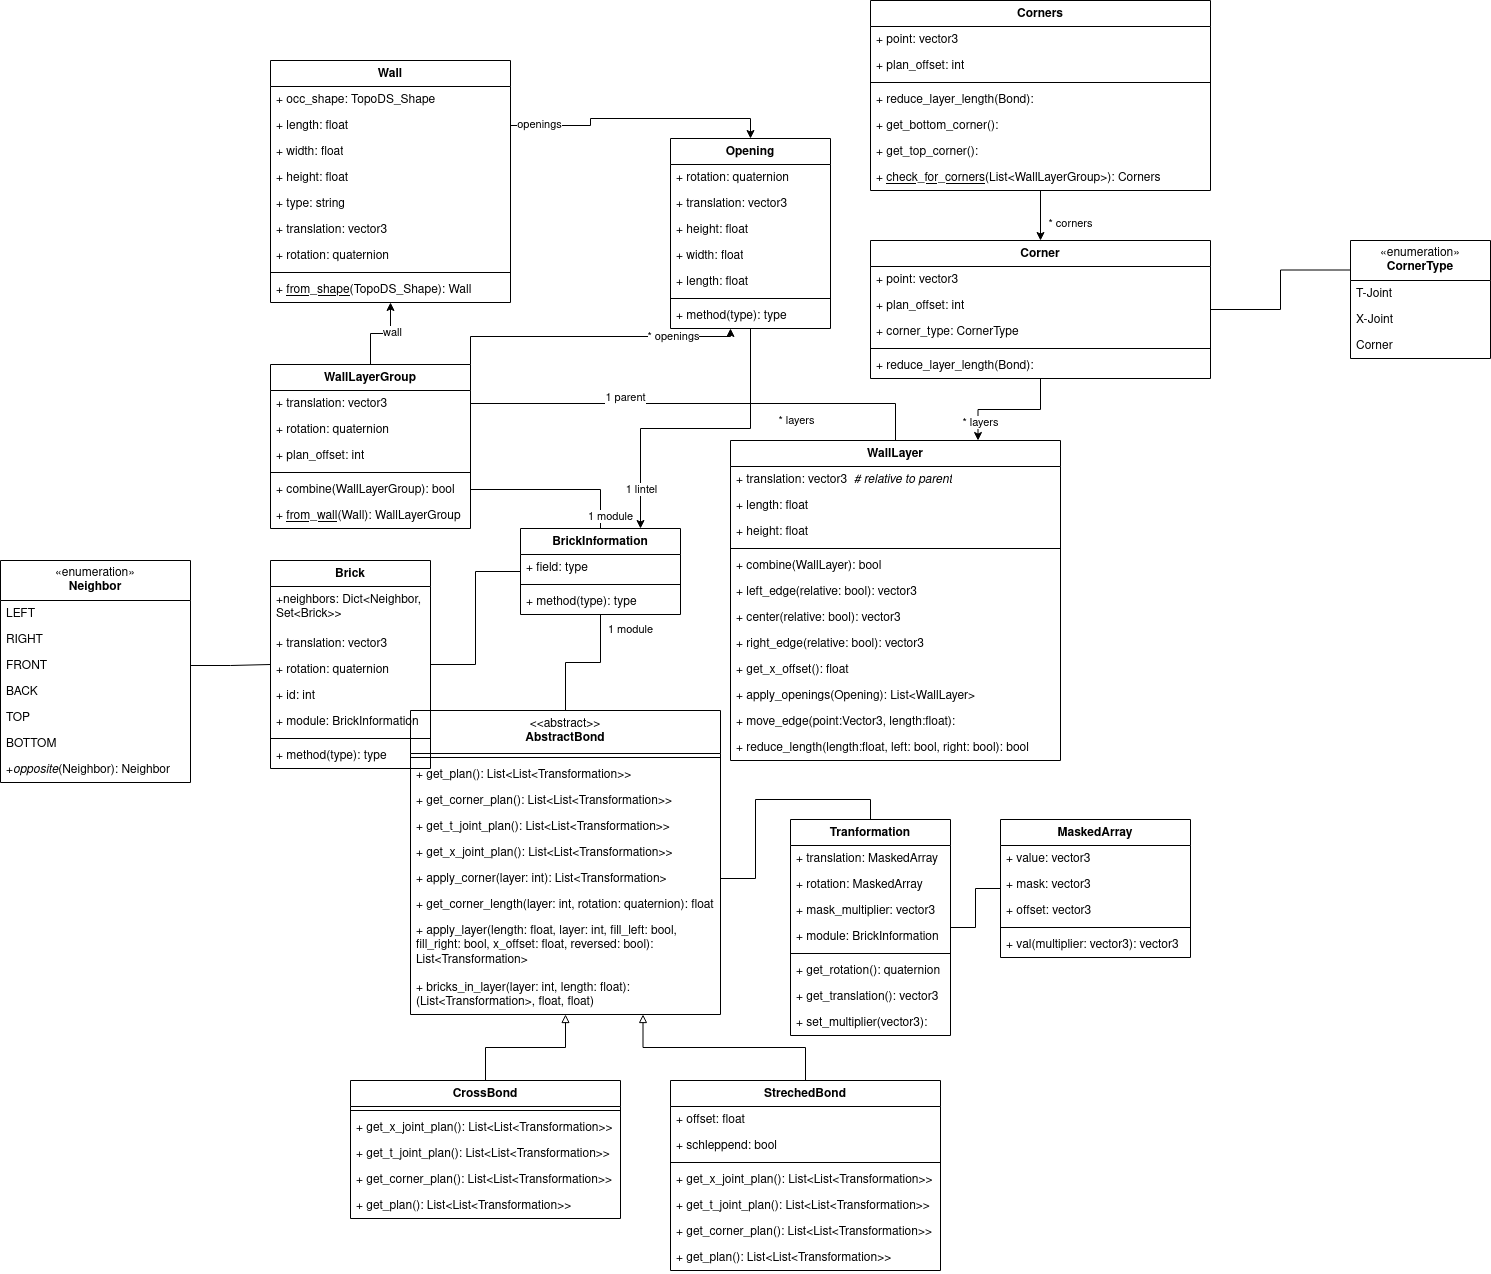 Corners
+ point: vector3
+ plan_offset: int
+ reduce_layer_length(Bond):
+ get_bottom_corner():
+ get_top_corner():
+ check_for_corners(List<WallLayerGroup>): Corners
Wall
+ occ_shape: TopoDS_Shape
+ length: float
+ width: float
+ height: float
+ type: string
+ translation: vector3
+ rotation: quaternion
+ from_shape(TopoDS_Shape): Wall
openings
Opening
+ rotation: quaternion
+ translation: vector3
+ height: float
+ width: float
+ length: float
+ method(type): type
* corners
Corner
+ point: vector3
+ plan_offset: int
+ corner_type: CornerType
+ reduce_layer_length(Bond):
«enumeration»
CornerType
T-Joint
X-Joint
Corner
wall
* openings
WallLayerGroup
+ translation: vector3
+ rotation: quaternion
+ plan_offset: int
+ combine(WallLayerGroup): bool
+ from_wall(Wall): WallLayerGroup
1 parent
* layers
* layers
WallLayer
+ translation: vector3  # relative to parent
+ length: float
+ height: float
+ combine(WallLayer): bool
+ left_edge(relative: bool): vector3
+ center(relative: bool): vector3
+ right_edge(relative: bool): vector3
+ get_x_offset(): float
+ apply_openings(Opening): List<WallLayer>
+ move_edge(point:Vector3, length:float):
+ reduce_length(length:float, left: bool, right: bool): bool
1 lintel
1 module
BrickInformation
+ field: type
+ method(type): type
1 module
«enumeration»
Neighbor
LEFT
RIGHT
FRONT
BACK
TOP
BOTTOM
+opposite(Neighbor): Neighbor
Brick
+neighbors: Dict<Neighbor,
Set<Brick>>
+ translation: vector3
+ rotation: quaternion
+ id: int
+ module: BrickInformation
+ method(type): type
<<abstract>>
AbstractBond
+ get_plan(): List<List<Transformation>>
+ get_corner_plan(): List<List<Transformation>>
+ get_t_joint_plan(): List<List<Transformation>>
+ get_x_joint_plan(): List<List<Transformation>>
+ apply_corner(layer: int): List<Transformation>
+ get_corner_length(layer: int, rotation: quaternion): float
+ apply_layer(length: float, layer: int, fill_left: bool,
fill_right: bool, x_offset: float, reversed: bool):
List<Transformation>
+ bricks_in_layer(layer: int, length: float):
(List<Transformation>, float, float)
Tranformation
+ translation: MaskedArray
+ rotation: MaskedArray
+ mask_multiplier: vector3
+ module: BrickInformation
+ get_rotation(): quaternion
+ get_translation(): vector3
+ set_multiplier(vector3):
MaskedArray
+ value: vector3
+ mask: vector3
+ offset: vector3
+ val(multiplier: vector3): vector3
CrossBond
+ get_x_joint_plan(): List<List<Transformation>>
+ get_t_joint_plan(): List<List<Transformation>>
+ get_corner_plan(): List<List<Transformation>>
+ get_plan(): List<List<Transformation>>
StrechedBond
+ offset: float
+ schleppend: bool
+ get_x_joint_plan(): List<List<Transformation>>
+ get_t_joint_plan(): List<List<Transformation>>
+ get_corner_plan(): List<List<Transformation>>
+ get_plan(): List<List<Transformation>>